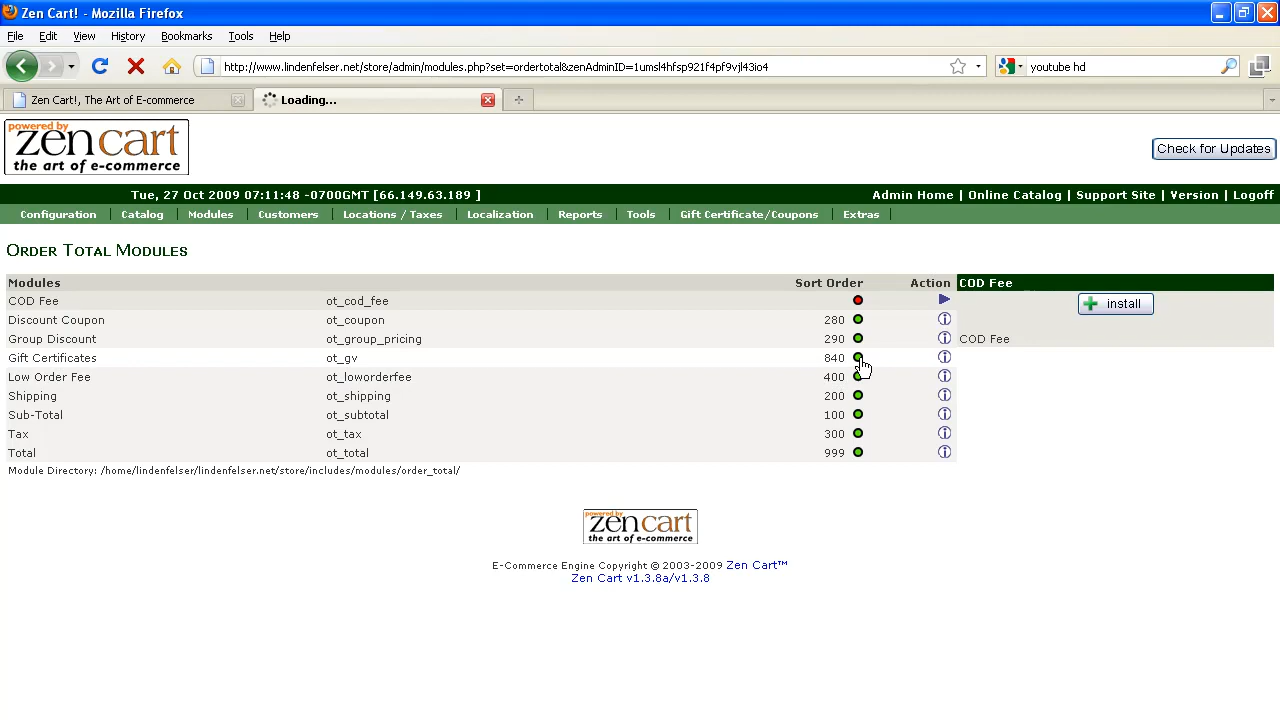 Zen Cart! - Mozilla Firefox
File Edit View History Bookmarks Tools Help
http://www.lindenfelser.net/store/admin/modules.php?set=ordertotal&zenAdminID=1umsl4hfsp921f4pf9vjl43io4
youtube hd
Zen Cart!, The Art of E-commerce
Loading...
powered by
zen cart
the art of e-commerce
Check for Updates
Tue, 27 Oct 2009 07:11:48 -0700GMT [66.149.63.189 ]
Admin Home | Online Catalog | Support Site | Version | Logoff
Configuration Catalog Modules Customers Locations / Taxes Localization Reports Tools Gift Certificate/Coupons Extras
Order Total Modules
Modules Sort Order Action COD Fee
COD Fee ot_cod_fee install
Discount Coupon ot_coupon 280
Group Discount ot_group_pricing 290 COD Fee
Gift Certificates ot_gv 840
Low Order Fee ot_loworderfee 400
Shipping ot_shipping 200
Sub-Total ot_subtotal 100
Tax ot_tax 300
Total ot_total 999
Module Directory: /home/lindenfelser/lindenfelser.net/store/includes/modules/order_total/
powered by
zen cart
the art of e-commerce
E-Commerce Engine Copyright © 2003-2009 Zen Cart™
Zen Cart v1.3.8a/v1.3.8